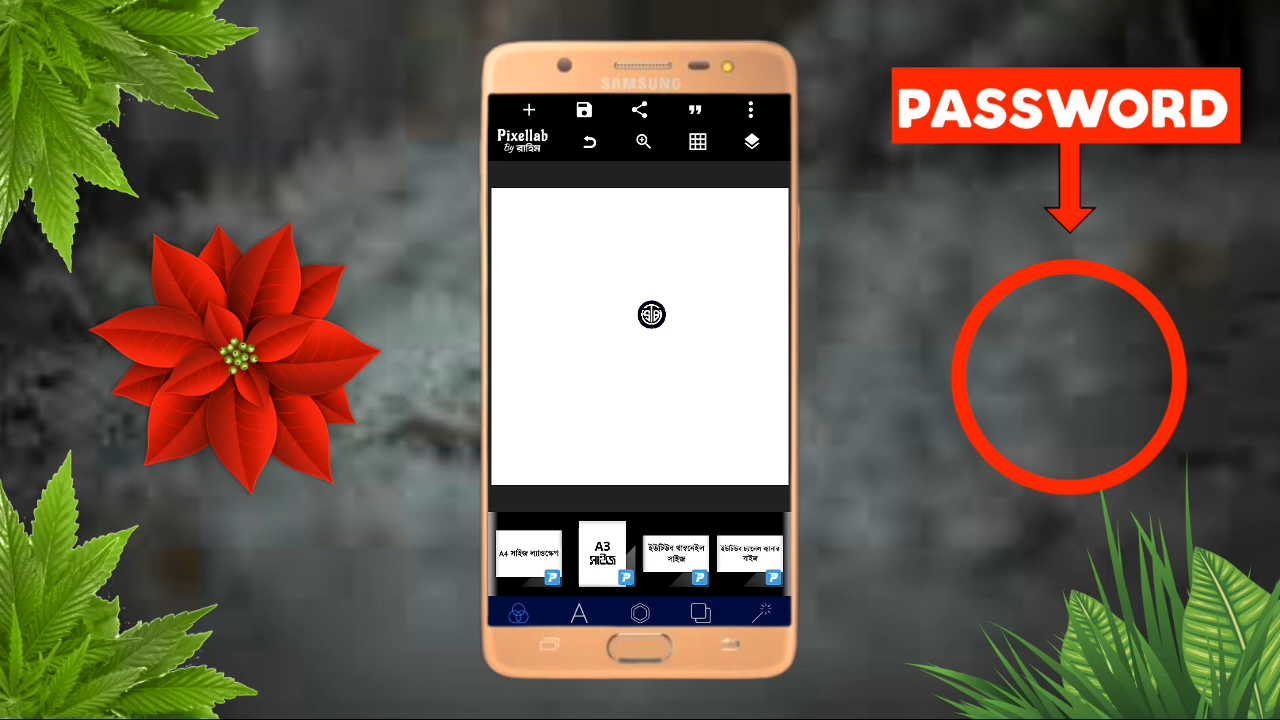 SAMSUNG
Pixellab
By রাহিম
A4 সাইজ ল্যান্ডস্কেপ
A3
সাইজ
ইউটিউব থাম্বনেইল
সাইজ
ইউটিউব চ্যানেল ব্যানার
সাইজ
PASSWORD